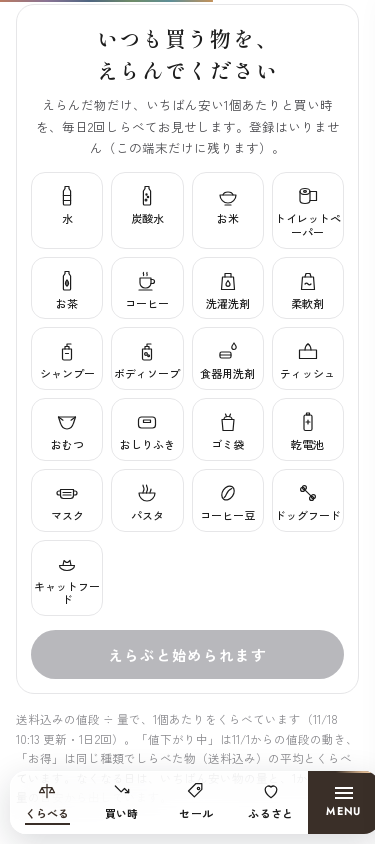 いつも買う物を、
えらんでください
えらんだ物だけ、いちばん安い1個あたりと買い時
を、毎日2回しらべてお見せします。登録はいりませ
ん（この端末だけに残ります）。
水
炭酸水
お米
トイレットペ
ーパー
お茶
コーヒー
洗濯洗剤
柔軟剤
シャンプー
ボディソープ
食器用洗剤
ティッシュ
おむつ
おしりふき
ゴミ袋
乾電池
マスク
パスタ
コーヒー豆
ドッグフード
キャットフー
ド
えらぶと始められます
送料込みの値段 ÷ 量で、1個あたりをくらべています（11/18
10:13 更新・1日2回）。「値下がり中」は11/1からの値段の動き、
「お得」は同じ種類でしらべた物（送料込み）の平均とくらべ
くらべる
買い時
セール
ふるさと
MENU